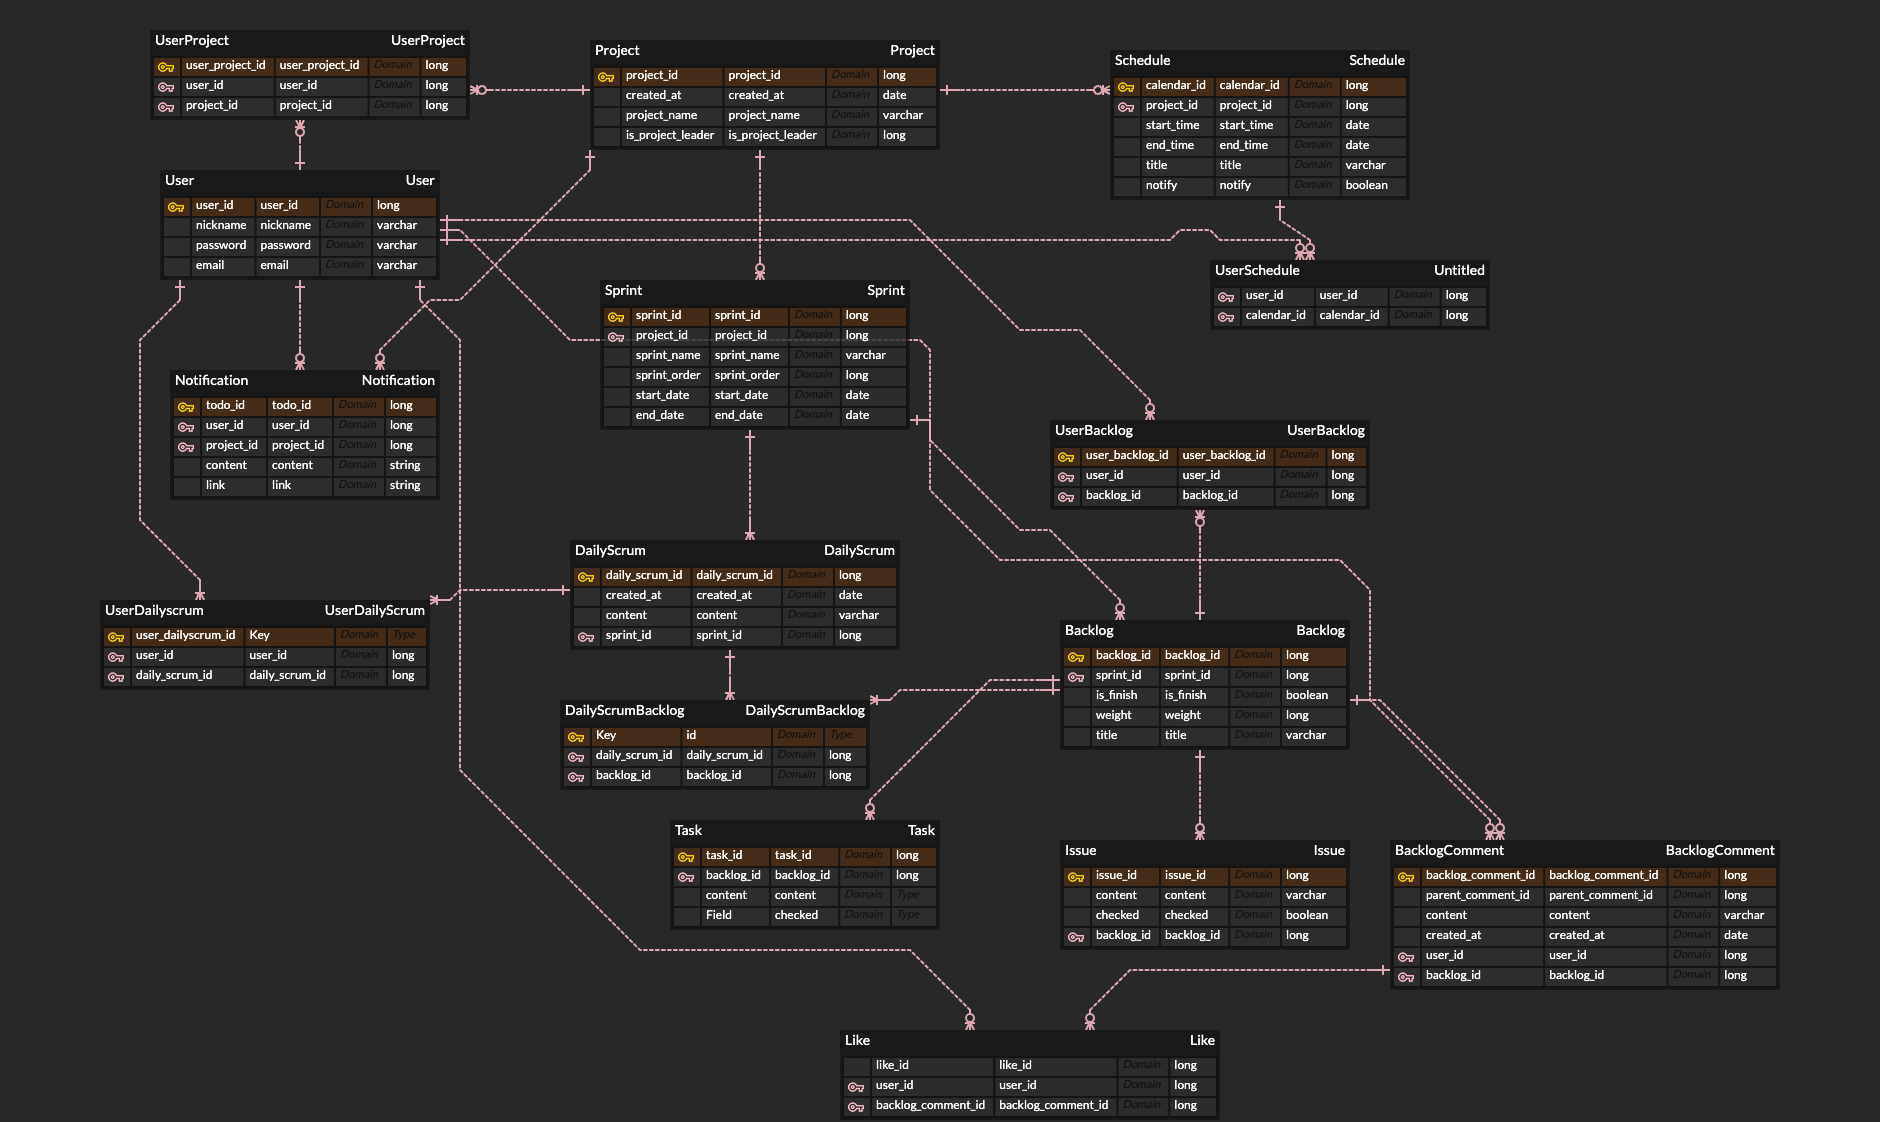 UserProject UserProject
user_project_id user_project_id Domain long
user_id user_id Domain long
project_id project_id Domain long
Project Project
project_id project_id Domain long
created_at created_at Domain date
project_name project_name Domain varchar
is_project_leader is_project_leader Domain long
Schedule Schedule
calendar_id calendar_id Domain long
project_id project_id Domain long
start_time start_time Domain date
end_time end_time Domain date
title title Domain varchar
notify notify Domain boolean
User User
user_id user_id Domain long
nickname nickname Domain varchar
password password Domain varchar
email email Domain varchar
UserSchedule Untitled
user_id user_id Domain long
calendar_id calendar_id Domain long
Sprint Sprint
sprint_id sprint_id Domain long
project_id project_id Domain long
sprint_name sprint_name Domain varchar
sprint_order sprint_order Domain long
start_date start_date Domain date
end_date end_date Domain date
Notification Notification
todo_id todo_id Domain long
user_id user_id Domain long
project_id project_id Domain long
content content Domain string
link link Domain string
UserBacklog UserBacklog
user_backlog_id user_backlog_id Domain long
user_id user_id Domain long
backlog_id backlog_id Domain long
DailyScrum DailyScrum
daily_scrum_id daily_scrum_id Domain long
created_at created_at Domain date
content content Domain varchar
sprint_id sprint_id Domain long
UserDailyscrum UserDailyScrum
user_dailyscrum_id Key Domain Type
user_id user_id Domain long
daily_scrum_id daily_scrum_id Domain long
Backlog Backlog
backlog_id backlog_id Domain long
sprint_id sprint_id Domain long
is_finish is_finish Domain boolean
weight weight Domain long
title title Domain varchar
DailyScrumBacklog DailyScrumBacklog
Key id Domain Type
daily_scrum_id daily_scrum_id Domain long
backlog_id backlog_id Domain long
Task Task
task_id task_id Domain long
backlog_id backlog_id Domain long
content content Domain Type
Field checked Domain Type
Issue Issue
issue_id issue_id Domain long
content content Domain varchar
checked checked Domain boolean
backlog_id backlog_id Domain long
BacklogComment BacklogComment
backlog_comment_id backlog_comment_id Domain long
parent_comment_id parent_comment_id Domain long
content content Domain varchar
created_at created_at Domain date
user_id user_id Domain long
backlog_id backlog_id Domain long
Like Like
like_id like_id Domain long
user_id user_id Domain long
backlog_comment_id backlog_comment_id Domain long